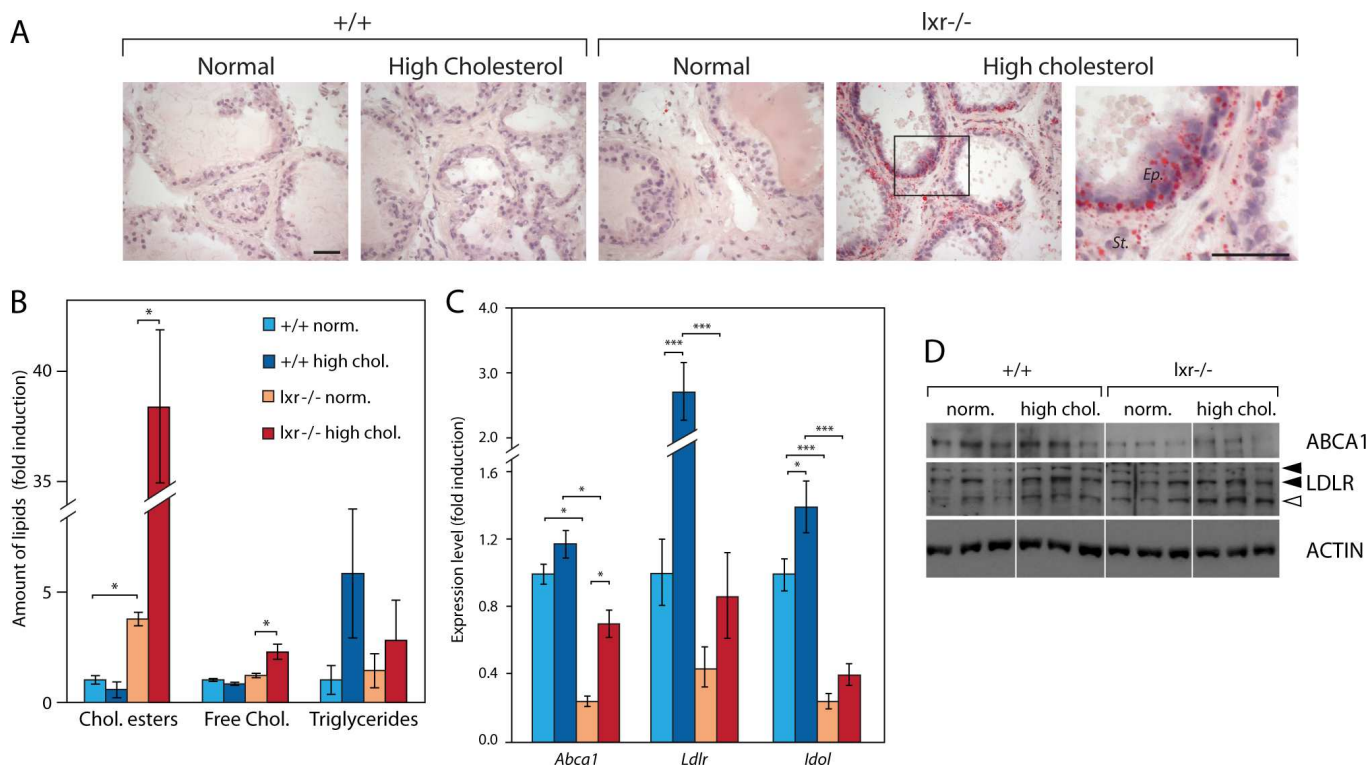 A
+/+
lxr-/-
Normal
High Cholesterol
Normal
High cholesterol
Ep.
St.
B
Amount of lipids (fold induction)
40
35
5
0
*
*
*
+/+ norm.
+/+ high chol.
lxr-/- norm.
lxr-/- high chol.
Chol. esters
Free Chol.
Triglycerides
C
Expression level (fold induction)
4.0
3.0
2.0
1.6
1.2
0.8
0.4
0.0
*
*
*
***
***
***
***
*
Abca1
Ldlr
Idol
D
+/+
lxr-/-
norm.
high chol.
norm.
high chol.
ABCA1
LDLR
ACTIN